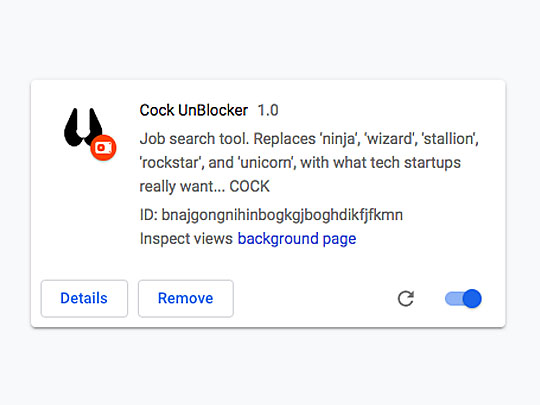 Cock UnBlocker 1.0
Job search tool. Replaces 'ninja', 'wizard', 'stallion',
'rockstar', and 'unicorn', with what tech startups
really want... COCK
ID: bnajgongnihinbogkgjboghdikfjfkmn
Inspect views background page
Details Remove